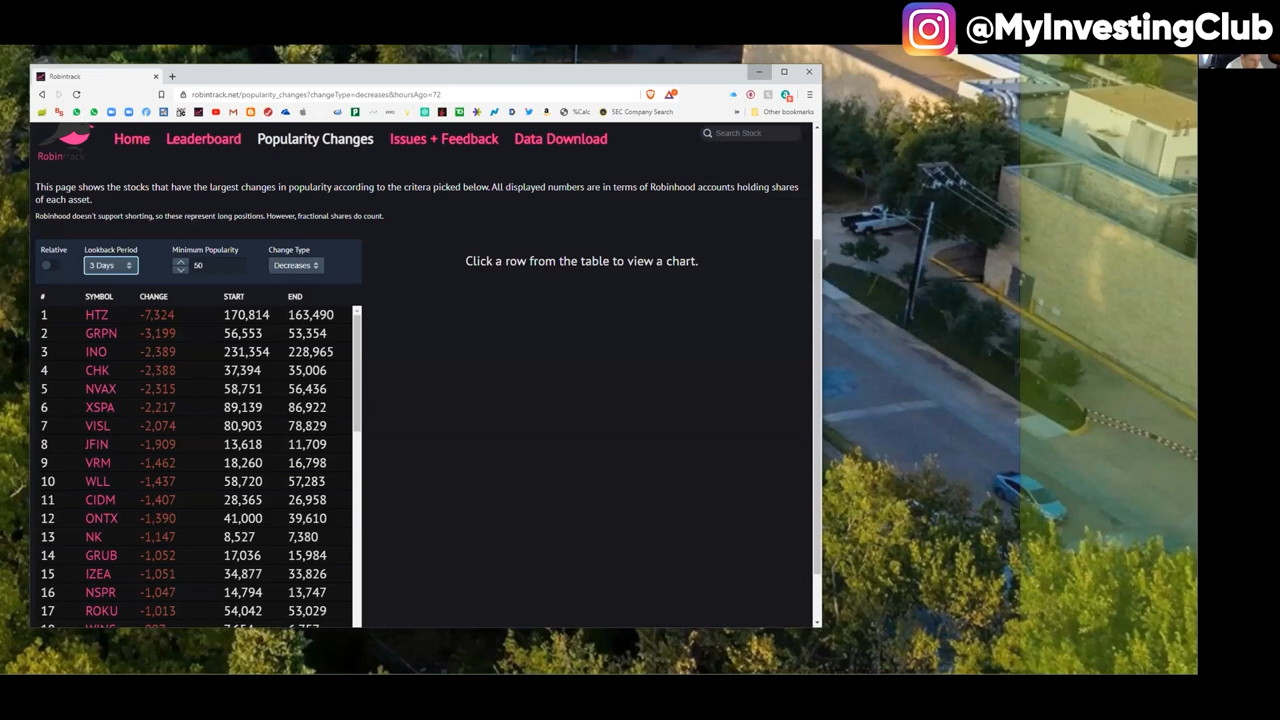 @MyInvestingClub
Robintrack
robintrack.net/popularity_changes?changeType=decreases&hoursAgo=72
%Calc
SEC Company Search
Other bookmarks
Robintrack
Home
Leaderboard
Popularity Changes
Issues + Feedback
Data Download
Search Stock
This page shows the stocks that have the largest changes in popularity according to the critera picked below. All displayed numbers are in terms of Robinhood accounts holding shares
of each asset.
Robinhood doesn't support shorting, so these represent long positions. However, fractional shares do count.
Relative Lookback Period Minimum Popularity Change Type
3 Days 50 Decreases
Click a row from the table to view a chart.
# SYMBOL CHANGE START END
1 HTZ -7,324 170,814 163,490
2 GRPN -3,199 56,553 53,354
3 INO -2,389 231,354 228,965
4 CHK -2,388 37,394 35,006
5 NVAX -2,315 58,751 56,436
6 XSPA -2,217 89,139 86,922
7 VISL -2,074 80,903 78,829
8 JFIN -1,909 13,618 11,709
9 VRM -1,462 18,260 16,798
10 WLL -1,437 58,720 57,283
11 CIDM -1,407 28,365 26,958
12 ONTX -1,390 41,000 39,610
13 NK -1,147 8,527 7,380
14 GRUB -1,052 17,036 15,984
15 IZEA -1,051 34,877 33,826
16 NSPR -1,047 14,794 13,747
17 ROKU -1,013 54,042 53,029